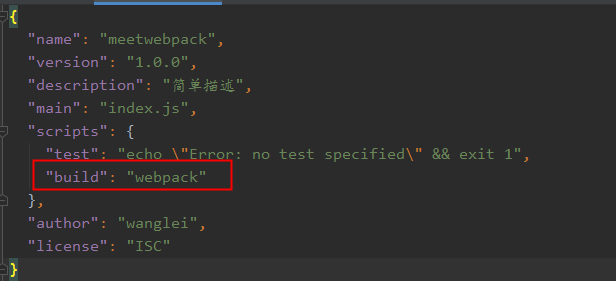 {
"name": "meetwebpack",
"version": "1.0.0",
"description": "简单描述",
"main": "index.js",
"scripts": {
"test": "echo \"Error: no test specified\" && exit 1",
"build": "webpack"
},
"author": "wanglei",
"license": "ISC"
}